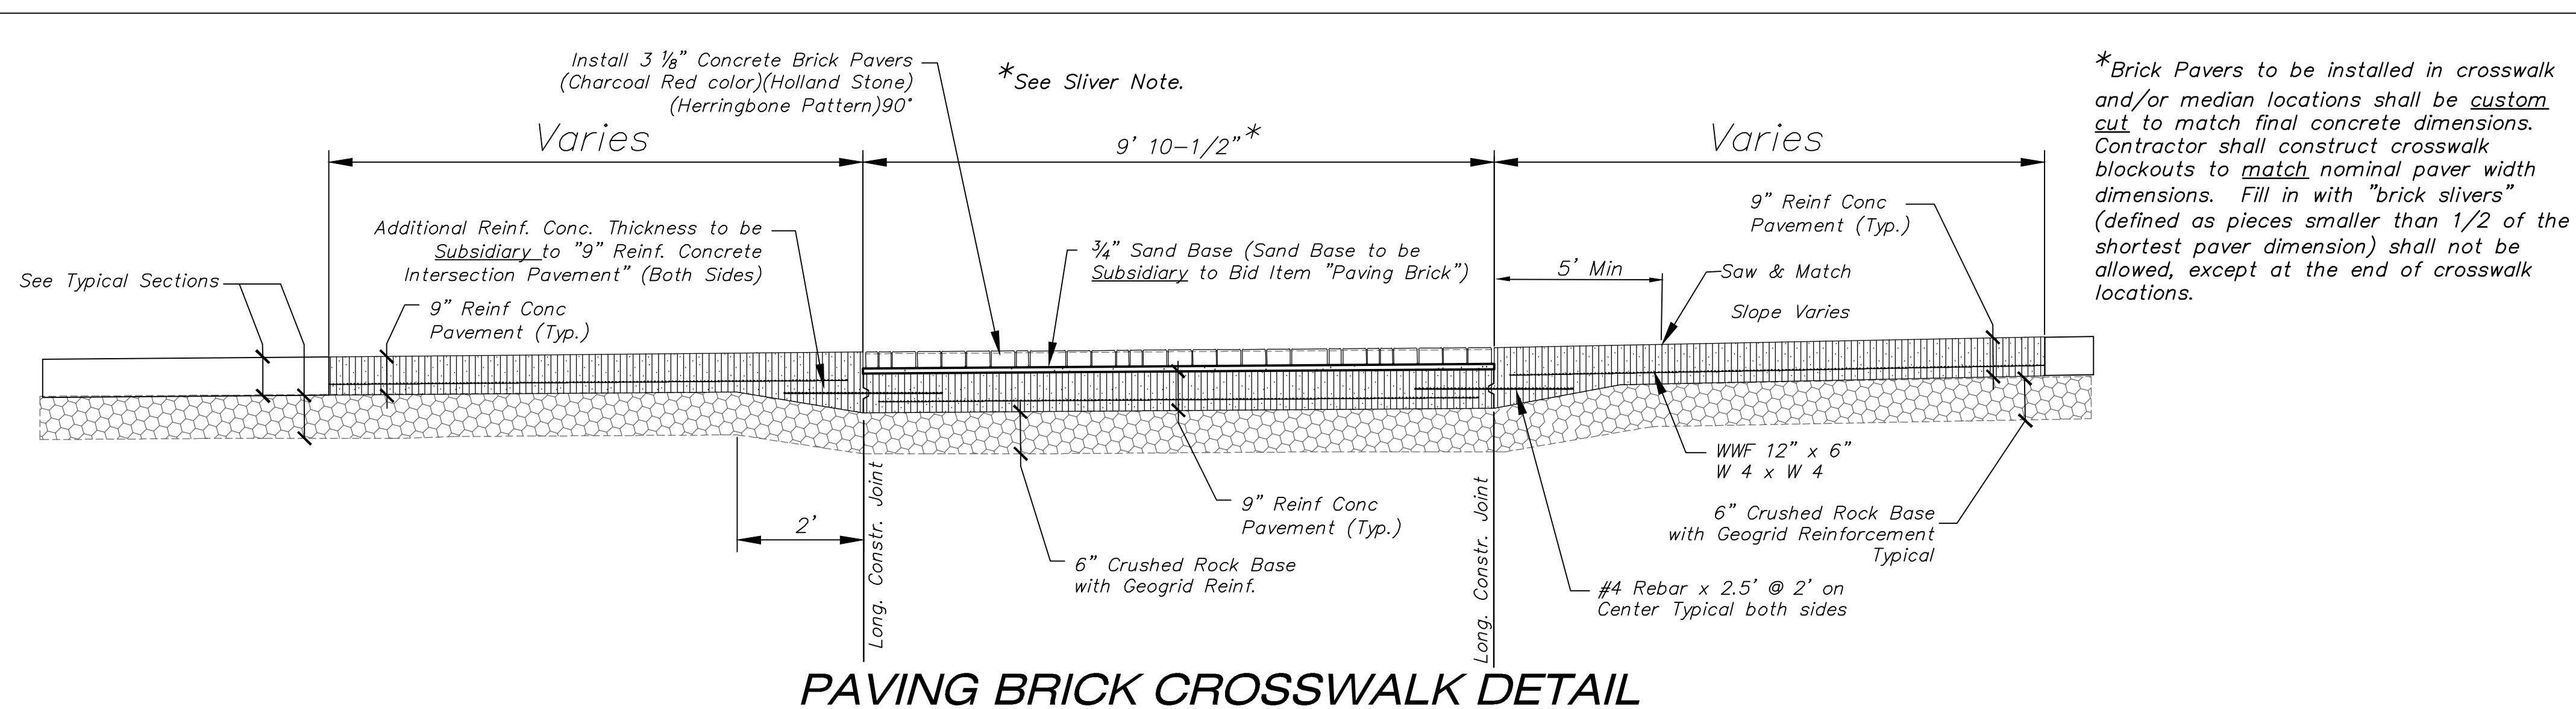 Install 3 ⅛" Concrete Brick Pavers
(Charcoal Red color)(Holland Stone)
(Herringbone Pattern)90°
*See Sliver Note.
*Brick Pavers to be installed in crosswalk
and/or median locations shall be custom
cut to match final concrete dimensions.
Contractor shall construct crosswalk
blockouts to match nominal paver width
dimensions.  Fill in with "brick slivers"
(defined as pieces smaller than 1/2 of the
shortest paver dimension) shall not be
allowed, except at the end of crosswalk
locations.
Varies
9' 10-1/2"*
Varies
Additional Reinf. Conc. Thickness to be
Subsidiary to "9" Reinf. Concrete
Intersection Pavement" (Both Sides)
¾" Sand Base (Sand Base to be
Subsidiary to Bid Item "Paving Brick")
9" Reinf Conc
Pavement (Typ.)
5' Min
Saw & Match
Slope Varies
See Typical Sections
9" Reinf Conc
Pavement (Typ.)
WWF 12" x 6"
W 4 x W 4
2'
Long. Constr. Joint
9" Reinf Conc
Pavement (Typ.)
6" Crushed Rock Base
with Geogrid Reinf.
Long. Constr. Joint
6" Crushed Rock Base
with Geogrid Reinforcement
Typical
#4 Rebar x 2.5' @ 2' on
Center Typical both sides
PAVING BRICK CROSSWALK DETAIL